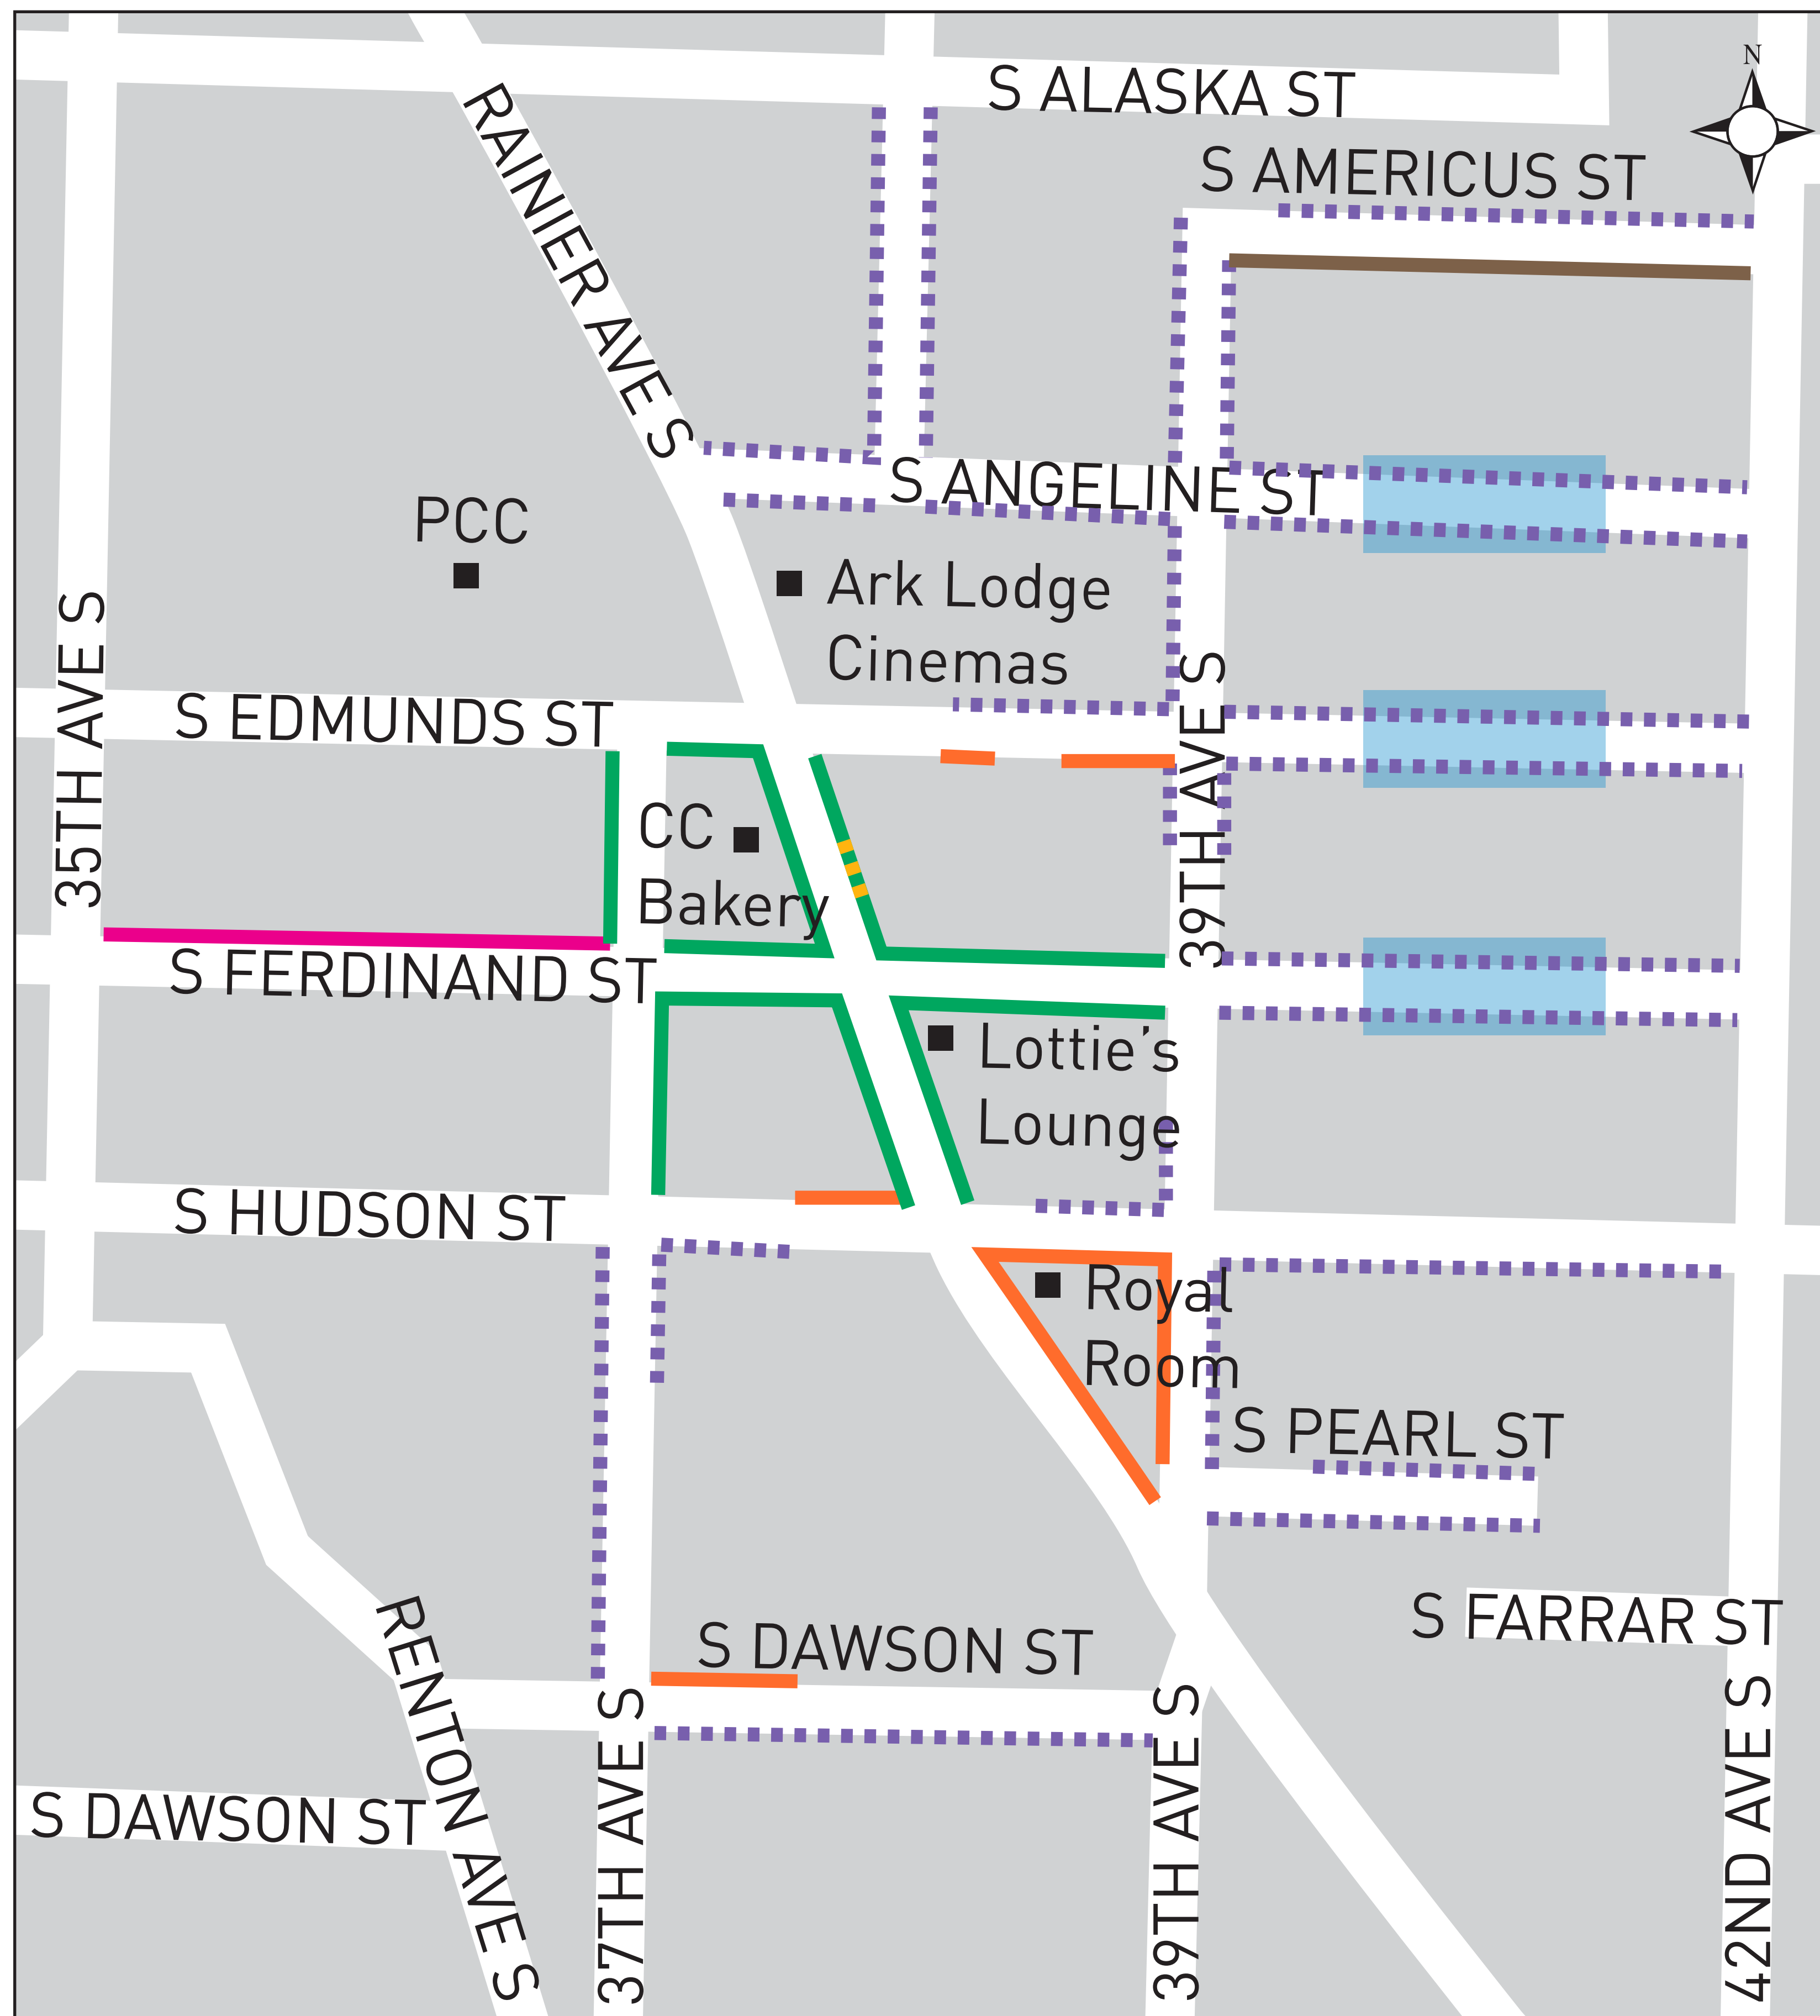 N
S ALASKA ST
RAINIER AVE S
S AMERICUS ST
S ANGELINE ST
PCC
Ark Lodge
Cinemas
35TH AVE S
S EDMUNDS ST
39TH AVE S
CC
Bakery
S FERDINAND ST
Lottie's
Lounge
S HUDSON ST
Royal
Room
S PEARL ST
S FARRAR ST
RENTON AVE S
S DAWSON ST
37TH AVE S
39TH AVE S
42ND AVE S
S DAWSON ST